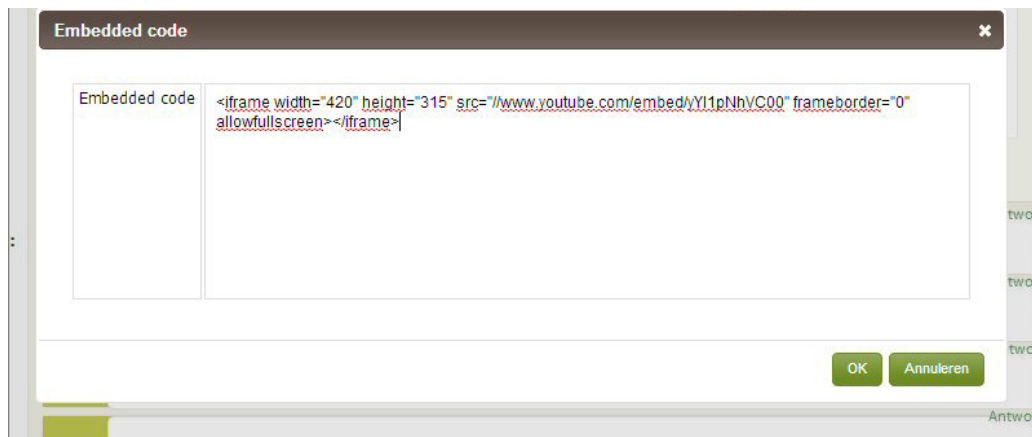 Embedded code
Embedded code
<iframe width="420" height="315" src="//www.youtube.com/embed/yYI1pNhVC00" frameborder="0"
allowfullscreen></iframe>
two
:
two
two
OK Annuleren
Antwo